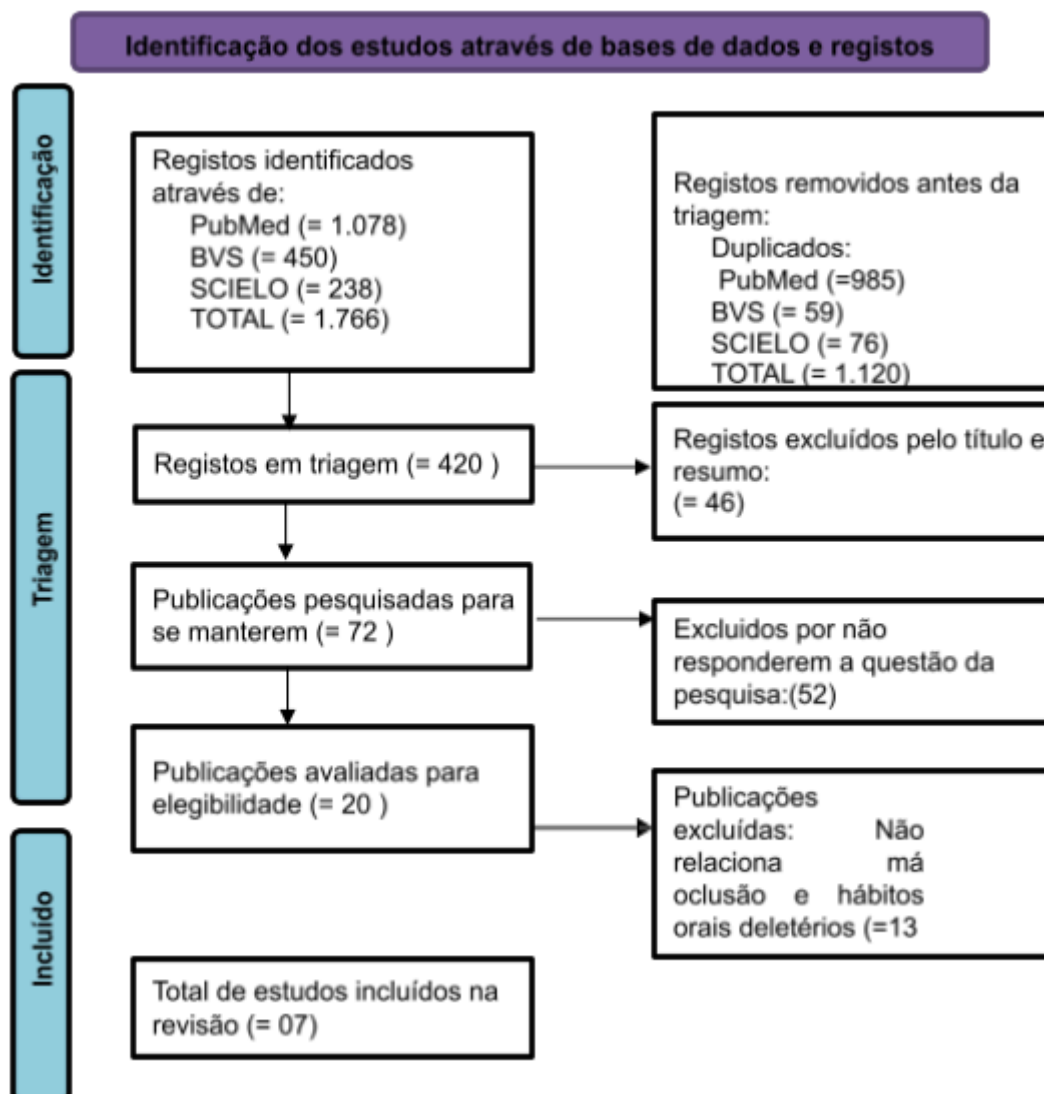 Identificação dos estudos através de bases de dados e registos
Identificação
Registos identificados
através de:
PubMed (= 1.078)
BVS (= 450)
SCIELO (= 238)
TOTAL (= 1.766)
Registos removidos antes da
triagem:
Duplicados:
PubMed (=985)
BVS (= 59)
SCIELO (= 76)
TOTAL (= 1.120)
Triagem
Registos em triagem (= 420 )
Registos excluídos pelo título e
resumo:
(= 46)
Publicações pesquisadas para
se manterem (= 72 )
Excluidos por não
responderem a questão da
pesquisa:(52)
Publicações avaliadas para
elegibilidade (= 20 )
Publicações
excluídas: Não
relaciona má
oclusão e hábitos
orais deletérios (=13
Incluído
Total de estudos incluídos na
revisão (= 07)